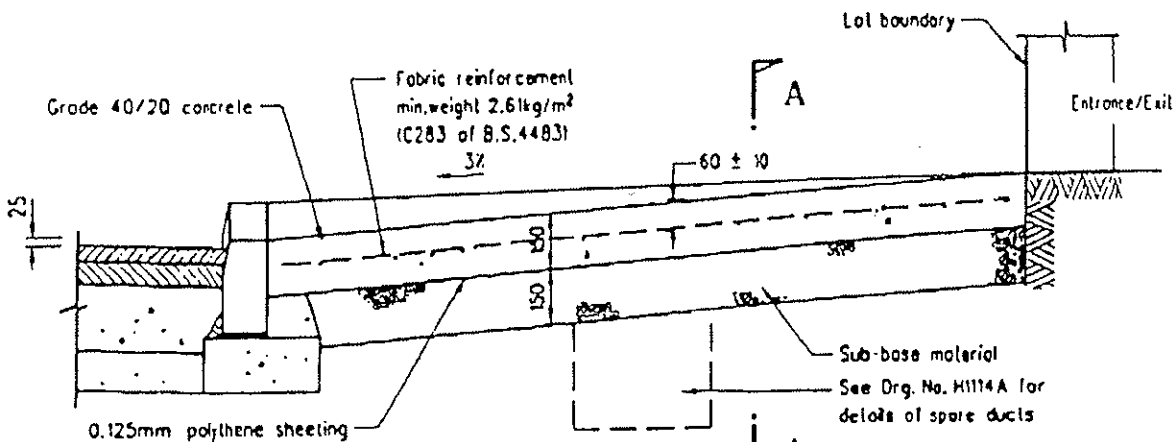 Lot boundary
Fabric reinforcement
min,weight 2.61kg/m²
(C283 of B.S.4483)
A
Grade 40/20 concrete
Entrance/Exit
3%
60 ± 10
25
150
150
Sub-base material
See Drg. No. H1114A for
details of spare ducts
0.125mm polythene sheeting